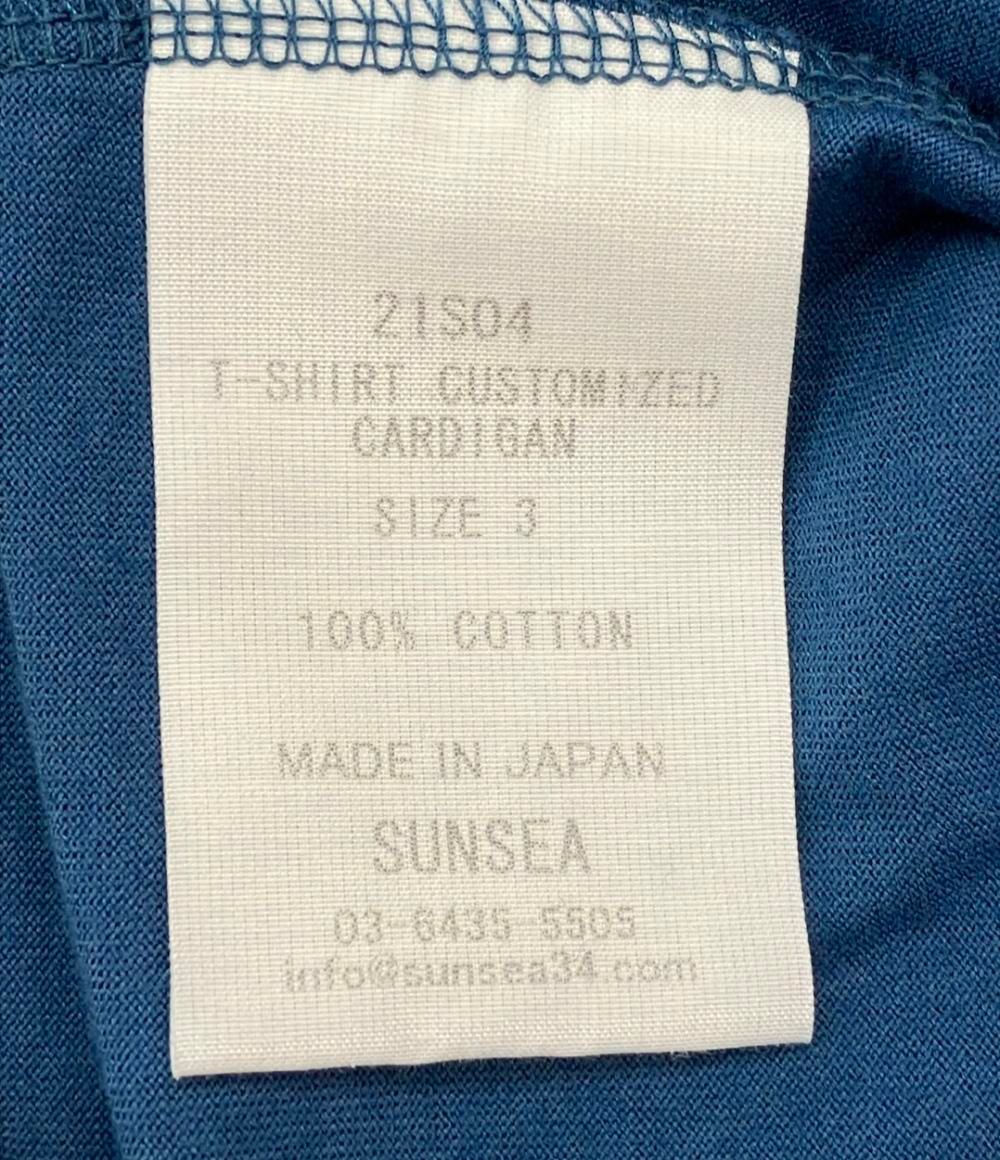 21S04
T-SHIRT CUSTOMIZED
CARDIGAN
SIZE 3
100% COTTON
MADE IN JAPAN
SUNSEA
03-6435-5505
info@sunsea34.com